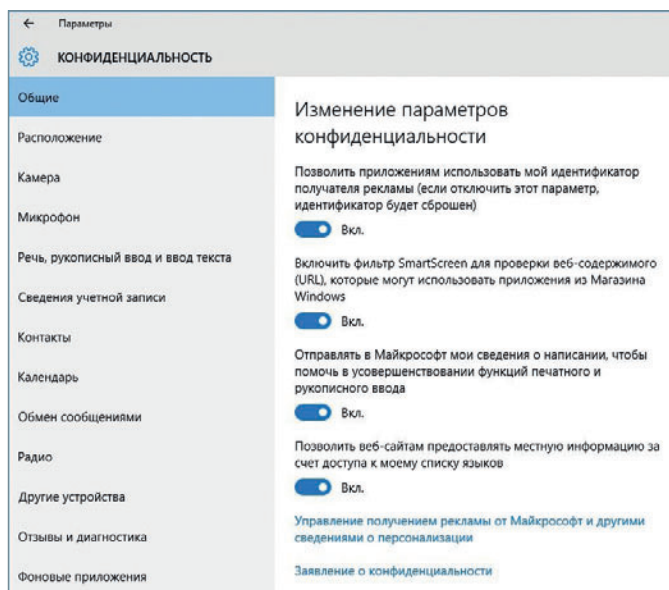 Параметры
КОНФИДЕНЦИАЛЬНОСТЬ
Общие
Расположение
Камера
Микрофон
Речь, рукописный ввод и ввод текста
Сведения учетной записи
Контакты
Календарь
Обмен сообщениями
Радио
Другие устройства
Отзывы и диагностика
Фоновые приложения
Изменение параметров
конфиденциальности
Позволить приложениям использовать мой идентификатор
получателя рекламы (если отключить этот параметр,
идентификатор будет сброшен)
Вкл.
Включить фильтр SmartScreen для проверки веб-содержимого
(URL), которые могут использовать приложения из Магазина
Windows
Вкл.
Отправлять в Майкрософт мои сведения о написании, чтобы
помочь в усовершенствовании функций печатного и
рукописного ввода
Вкл.
Позволить веб-сайтам предоставлять местную информацию за
счет доступа к моему списку языков
Вкл.
Управление получением рекламы от Майкрософт и другими
сведениями о персонализации
Заявление о конфиденциальности